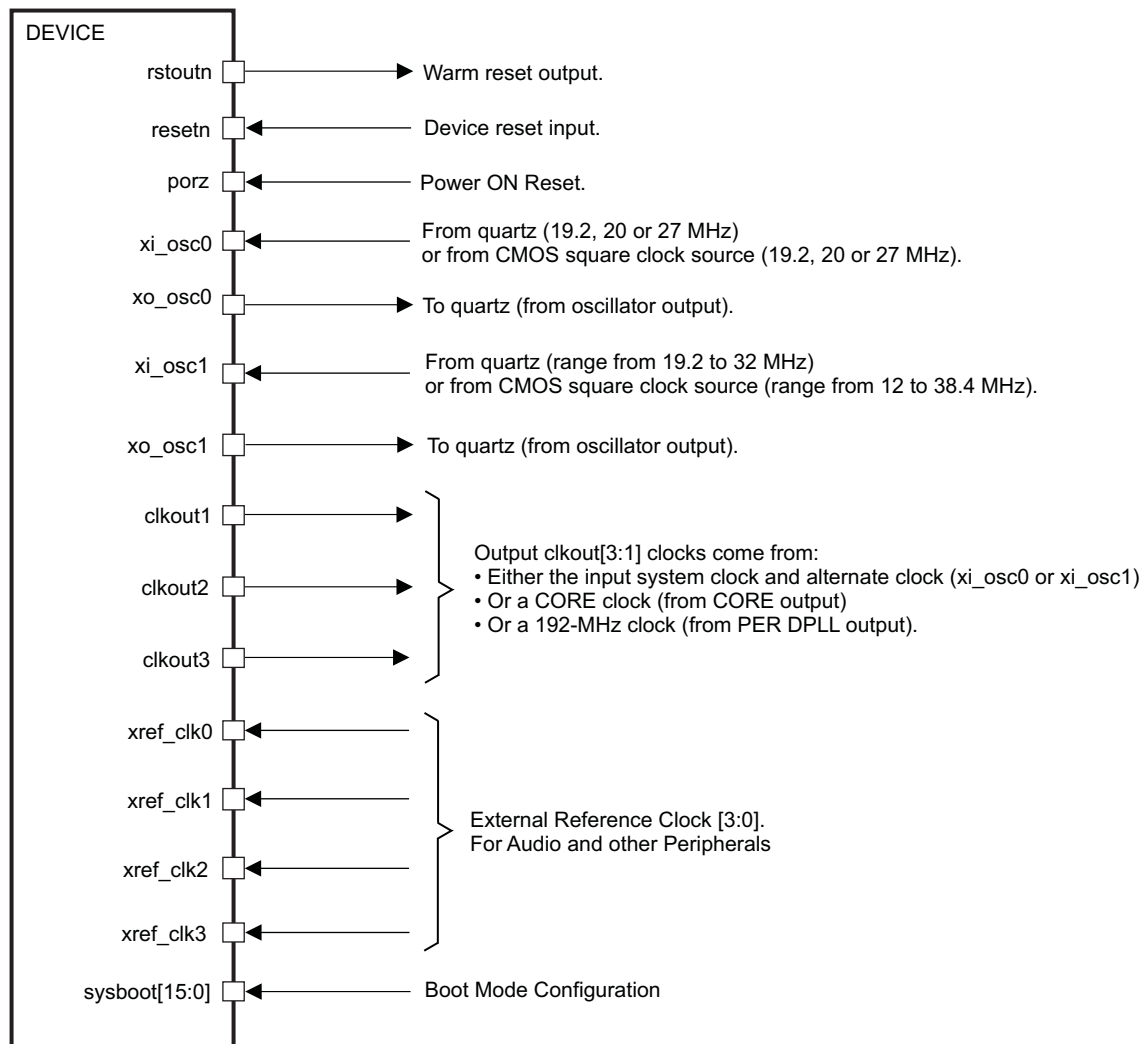 DEVICE
rstoutn
Warm reset output.
resetn
Device reset input.
porz
Power ON Reset.
xi_osc0
From quartz (19.2, 20 or 27 MHz)
or from CMOS square clock source (19.2, 20 or 27 MHz).
xo_osc0
To quartz (from oscillator output).
xi_osc1
From quartz (range from 19.2 to 32 MHz)
or from CMOS square clock source (range from 12 to 38.4 MHz).
xo_osc1
To quartz (from oscillator output).
clkout1
clkout2
clkout3
Output clkout[3:1] clocks come from:
• Either the input system clock and alternate clock (xi_osc0 or xi_osc1)
• Or a CORE clock (from CORE output)
• Or a 192-MHz clock (from PER DPLL output).
xref_clk0
xref_clk1
xref_clk2
xref_clk3
External Reference Clock [3:0].
For Audio and other Peripherals
sysboot[15:0]
Boot Mode Configuration